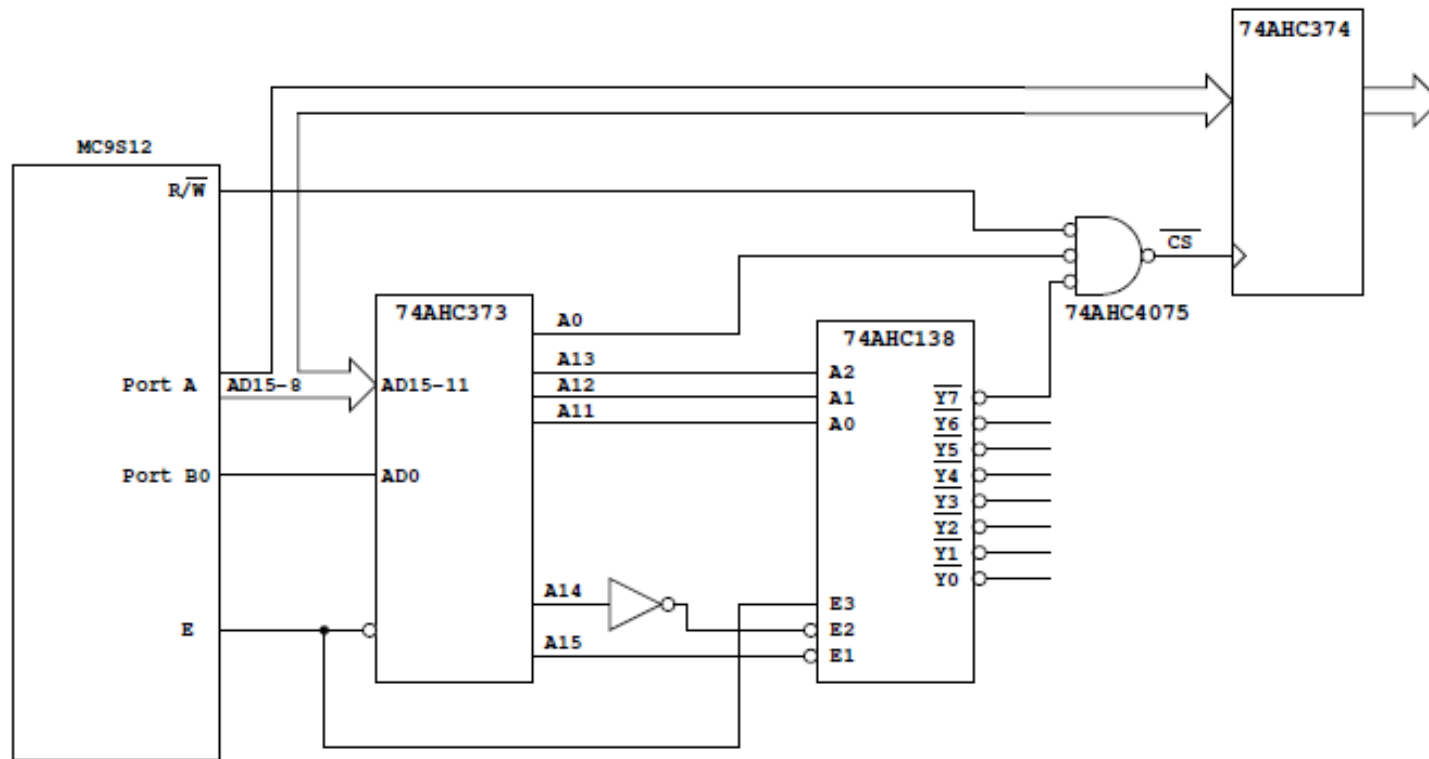 74AHC374
MC9S12
R/W
CS
74AHC4075
74AHC373
A0
74AHC138
A13
A2
Port A
AD15-8
AD15-11
A12
A1
Y7
A11
A0
Y6
Y5
Port B0
AD0
Y4
Y3
Y2
Y1
Y0
A14
E3
E
E2
A15
E1